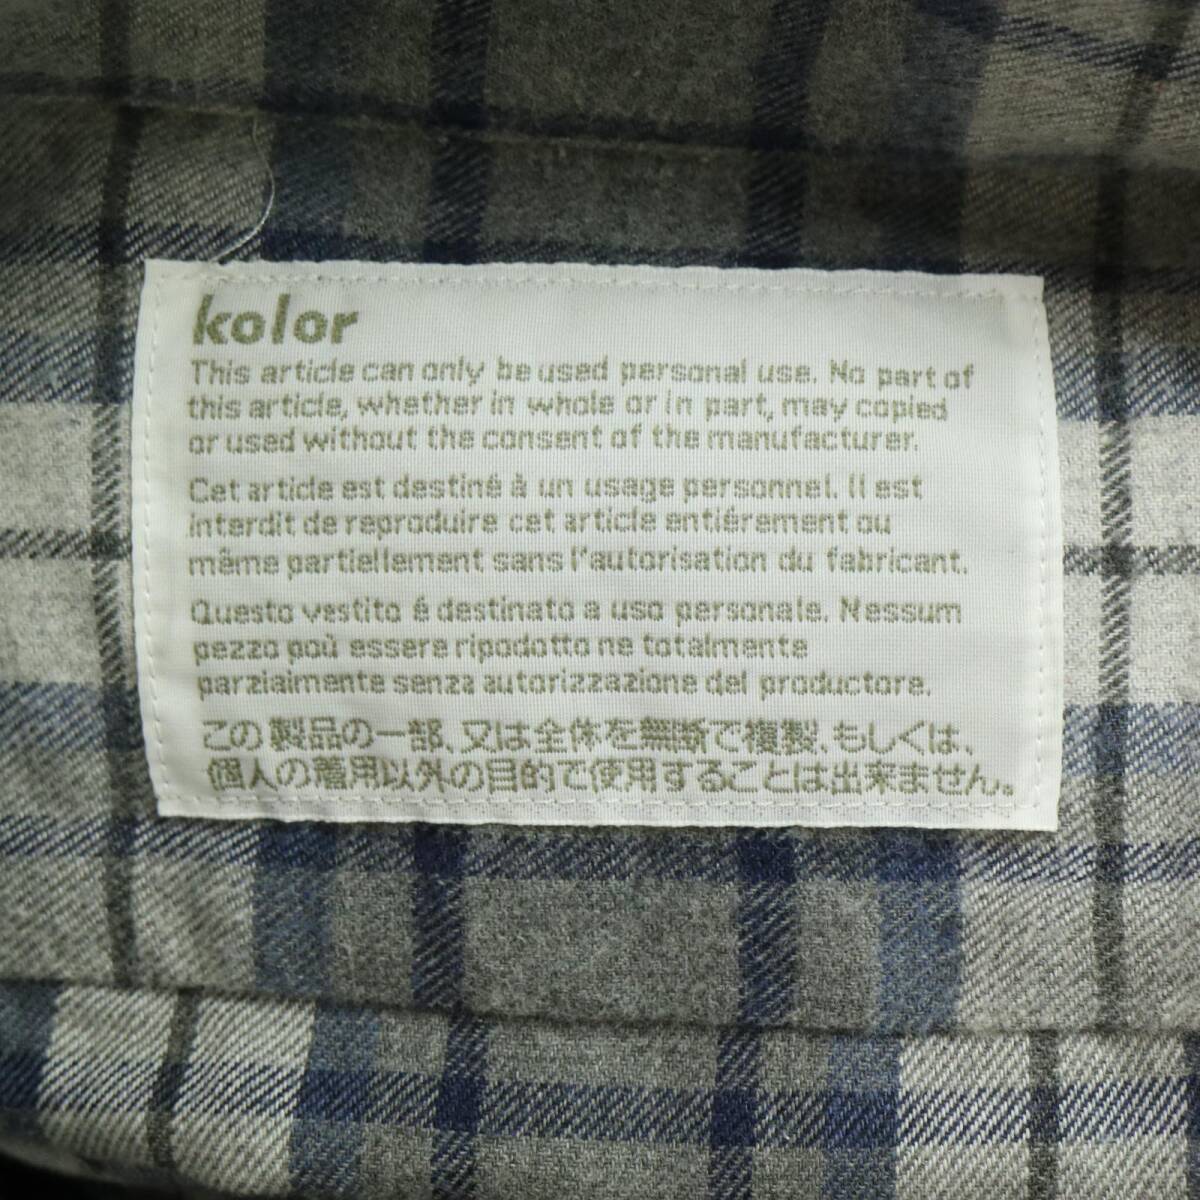 kolor
This article can only be used personal use. No part of
this article, whether in whole or in part, may copied
or used without the consent of the manufacturer.
Cet article est destiné à un usage personnel. Il est
interdit de reproduire cet article entiérement ou
même partiellement sans l'autorisation du fabricant.
Questo vestito é destinato a uso personale. Nessum
pezzo poù essere ripodotto ne totalmente
parziaimente senza autorizzazione del productore.
この製品の一部、又は全体を無断で複製、もしくは、
個人の着用以外の目的で使用することは出来ません。